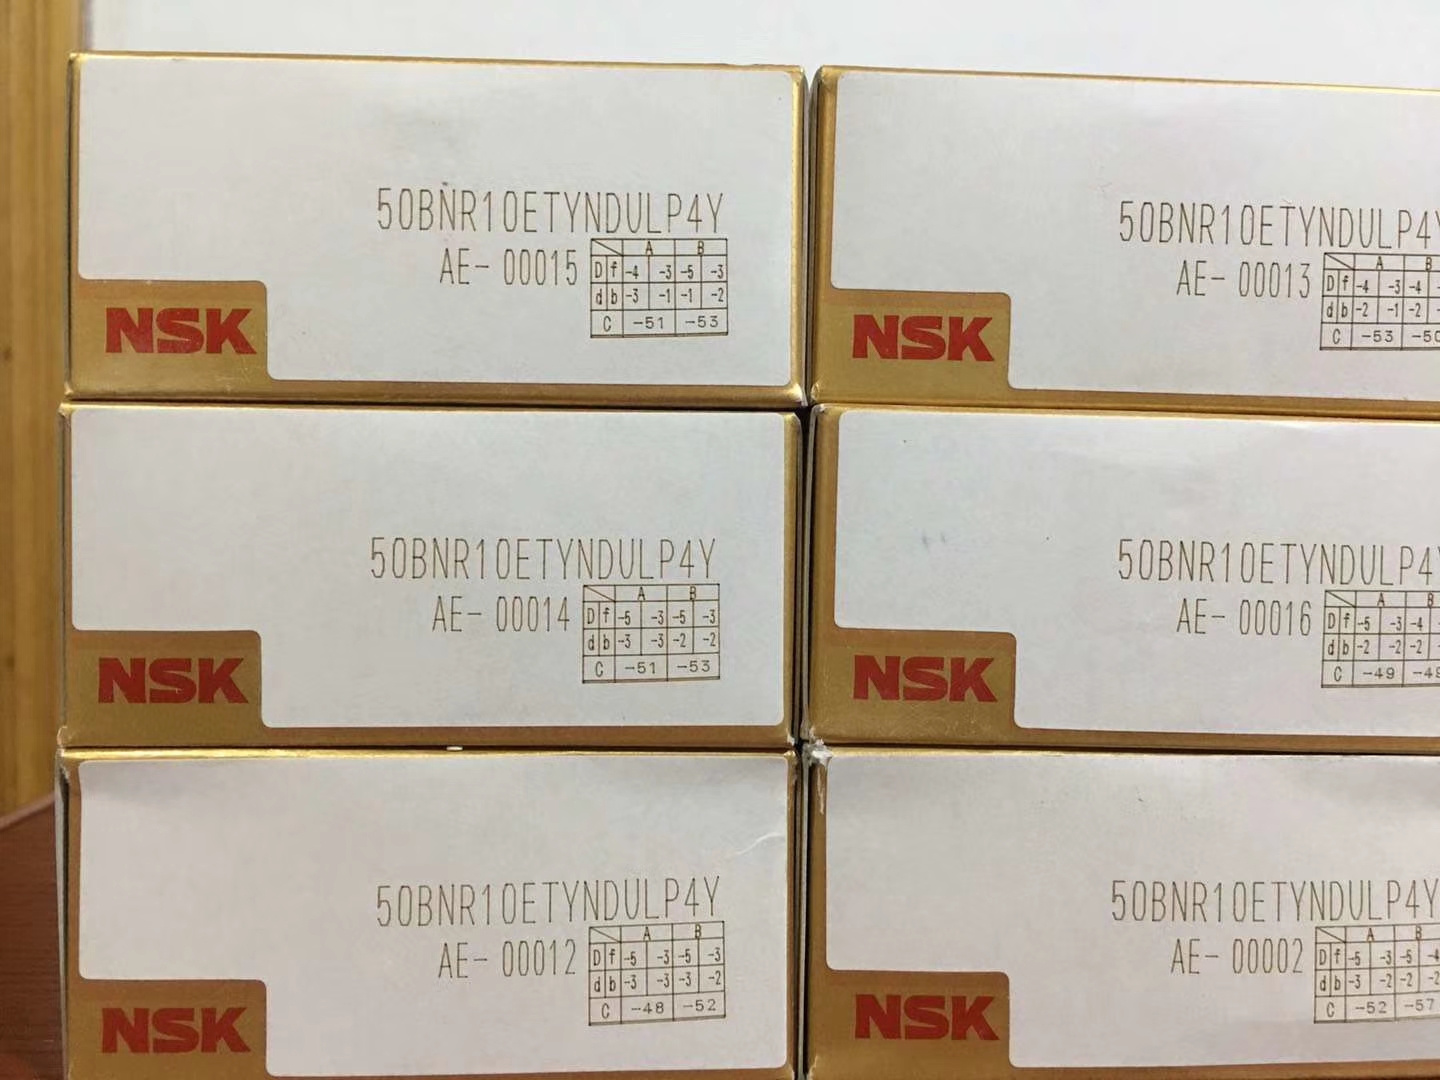 50BNR10ETYNDULP4Y
AE- 00015
A B
D f -4 -3 -5 -3
d b -3 -1 -1 -2
C -51 -53
NSK
50BNR10ETYNDULP4Y
AE- 00013
A B
D f -4 -3 -4
d b -2 -1 -2
C -53
NSK
50BNR10ETYNDULP4Y
AE- 00014
A B
D f -5 -3 -5 -3
d b -3 -3 -2 -2
C -51 -53
NSK
50BNR10ETYNDULP4Y
AE- 00016
A B
D f -5 -3 -4
d b -2 -2 -2
C -49
NSK
50BNR10ETYNDULP4Y
AE- 00012
A B
D f -5 -3 -5 -3
d b -3 -3 -3 -2
C -48 -52
NSK
50BNR10ETYNDULP4Y
AE- 00002
A B
D f -5 -3 -5 -4
d b -3 -2 -2 -2
C -52 -57
NSK